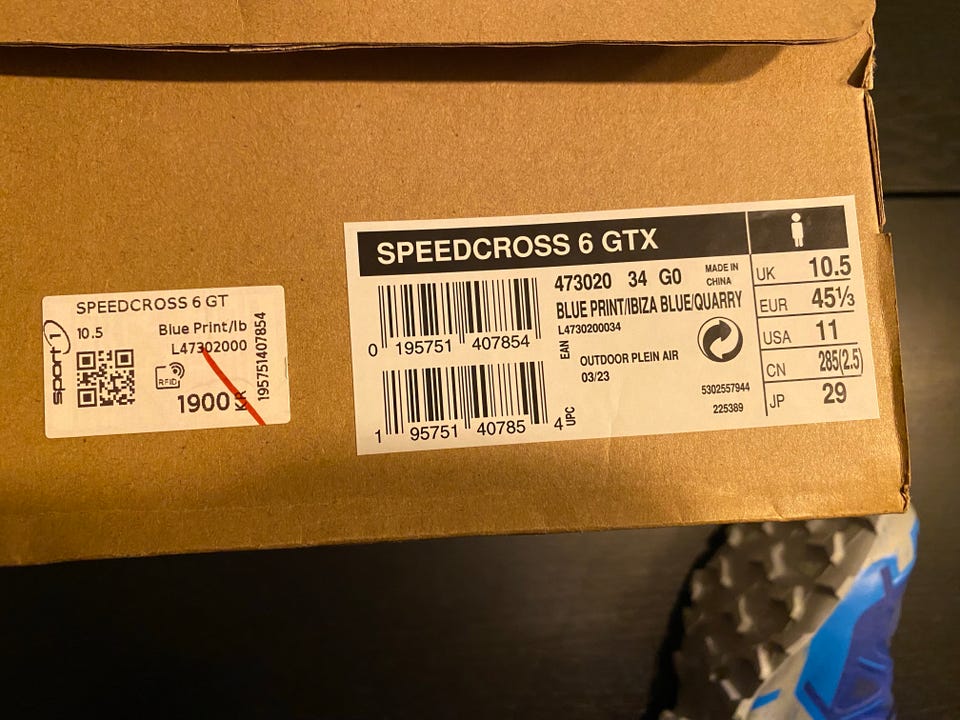 SPEEDCROSS 6 GT
10.5
Blue Print/Ib
L47302000
sport 1
RFID
1900 KR
195751407854
SPEEDCROSS 6 GTX
473020 34 G0
MADE IN
CHINA
BLUE PRINT/IBIZA BLUE/QUARRY
L4730200034
0 195751 407854
EAN
OUTDOOR PLEIN AIR
03/23
5302557944
225389
1 95751 40785 4
UPC
UK 10.5
EUR 45⅓
USA 11
CN 285(2.5)
JP 29